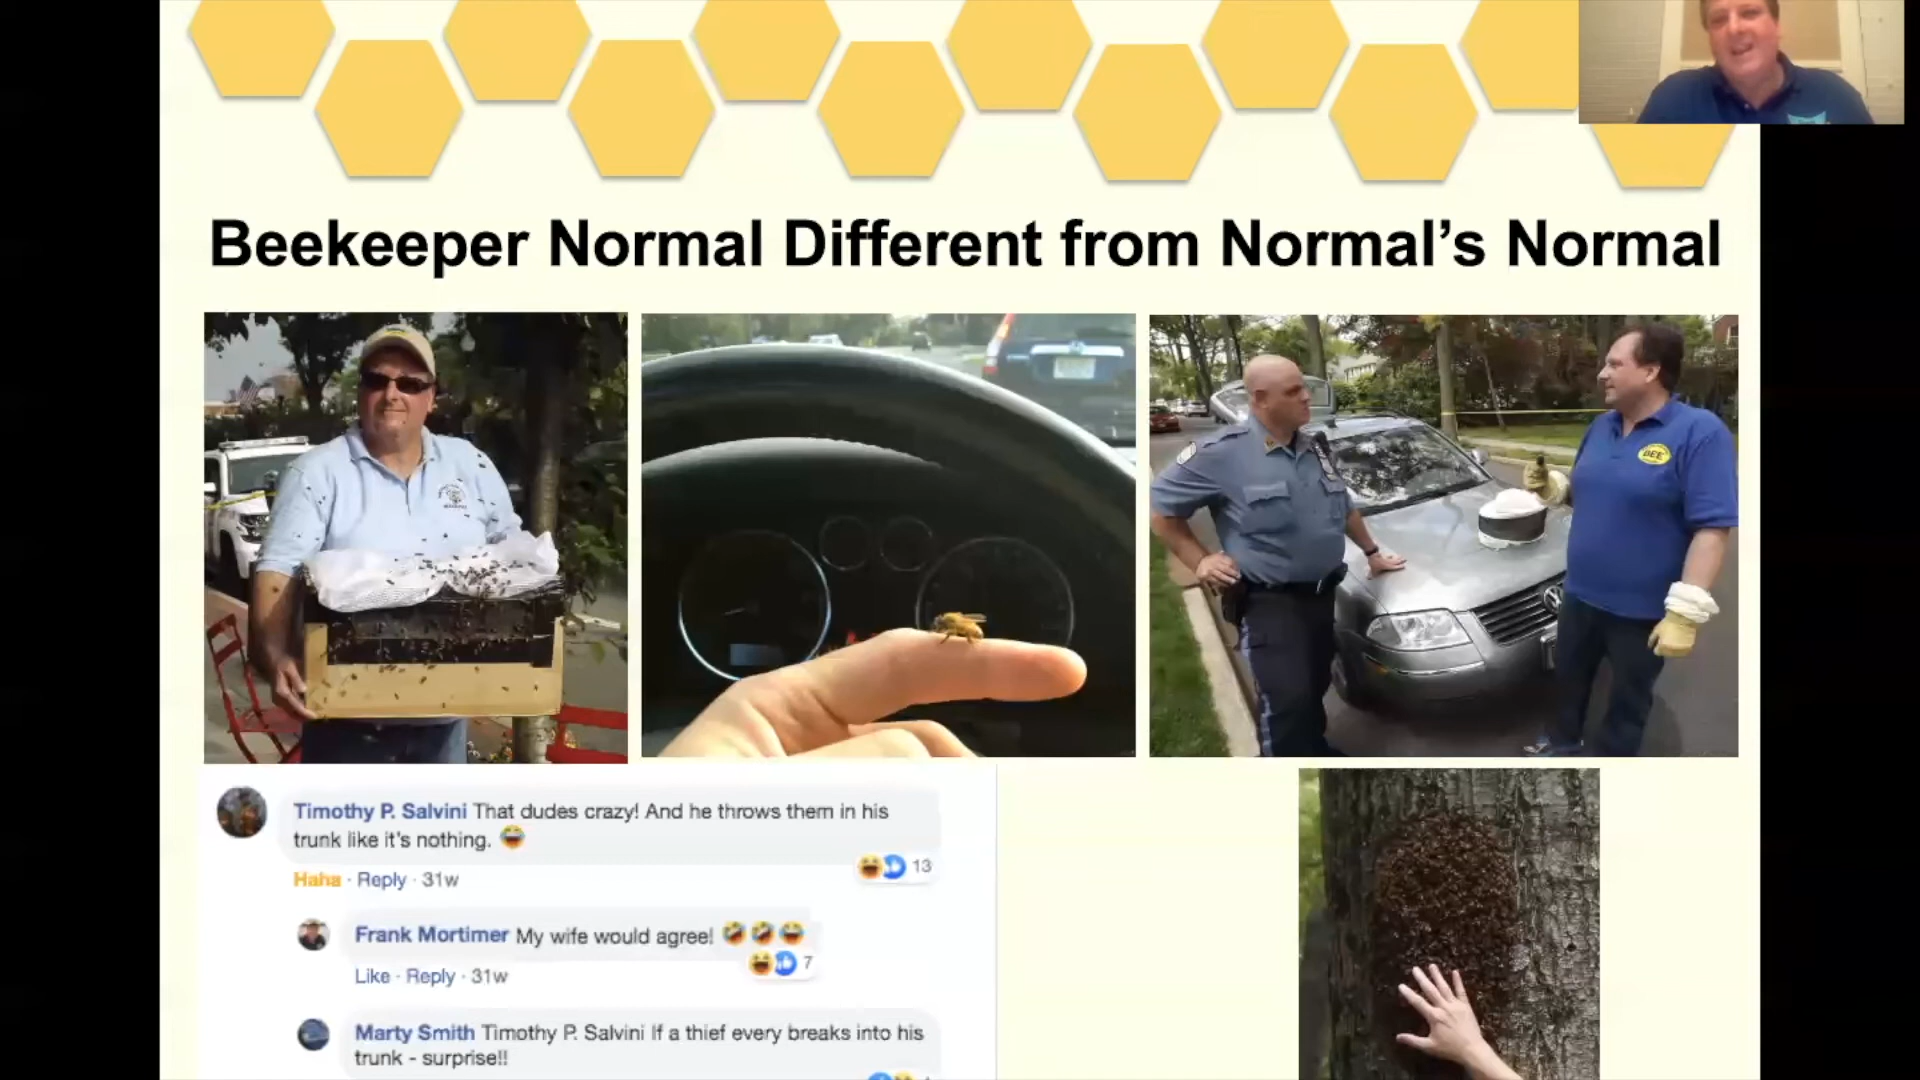 Beekeeper Normal Different from Normal's Normal
BEE
Timothy P. Salvini That dudes crazy! And he throws them in his
trunk like it's nothing. 😂
13
Haha · Reply · 31w
Frank Mortimer My wife would agree! 🤣 🤣 😂
7
Like · Reply · 31w
Marty Smith Timothy P. Salvini If a thief every breaks into his
trunk - surprise!!